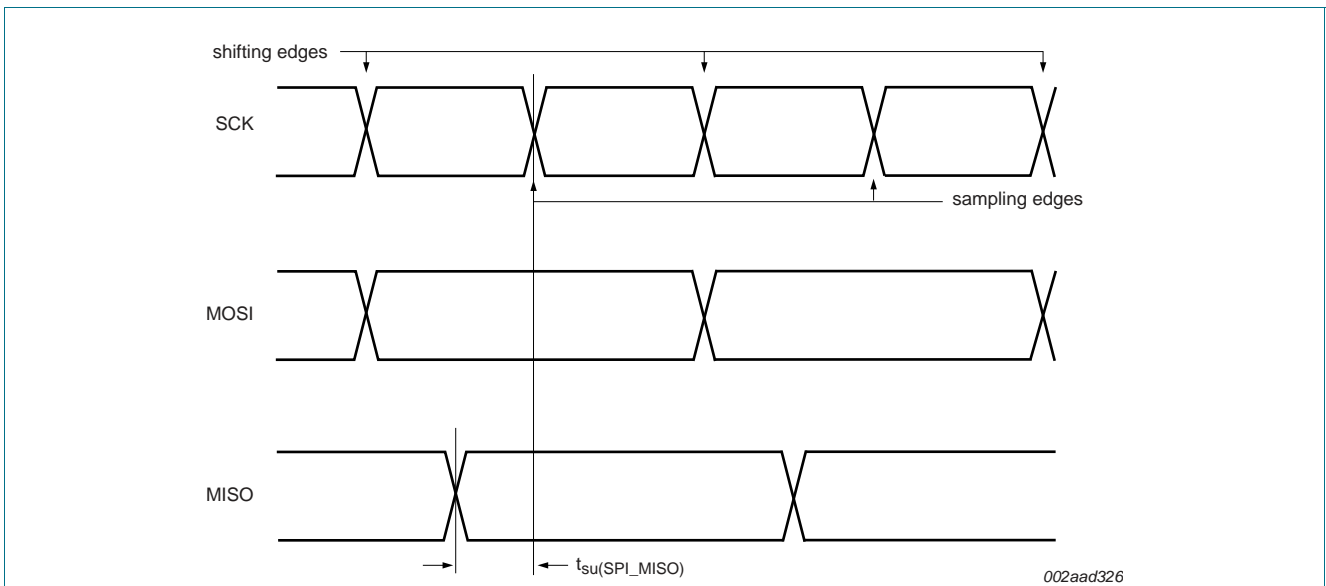 shifting edges
SCK
sampling edges
MOSI
MISO
tsu(SPI_MISO)
002aad326